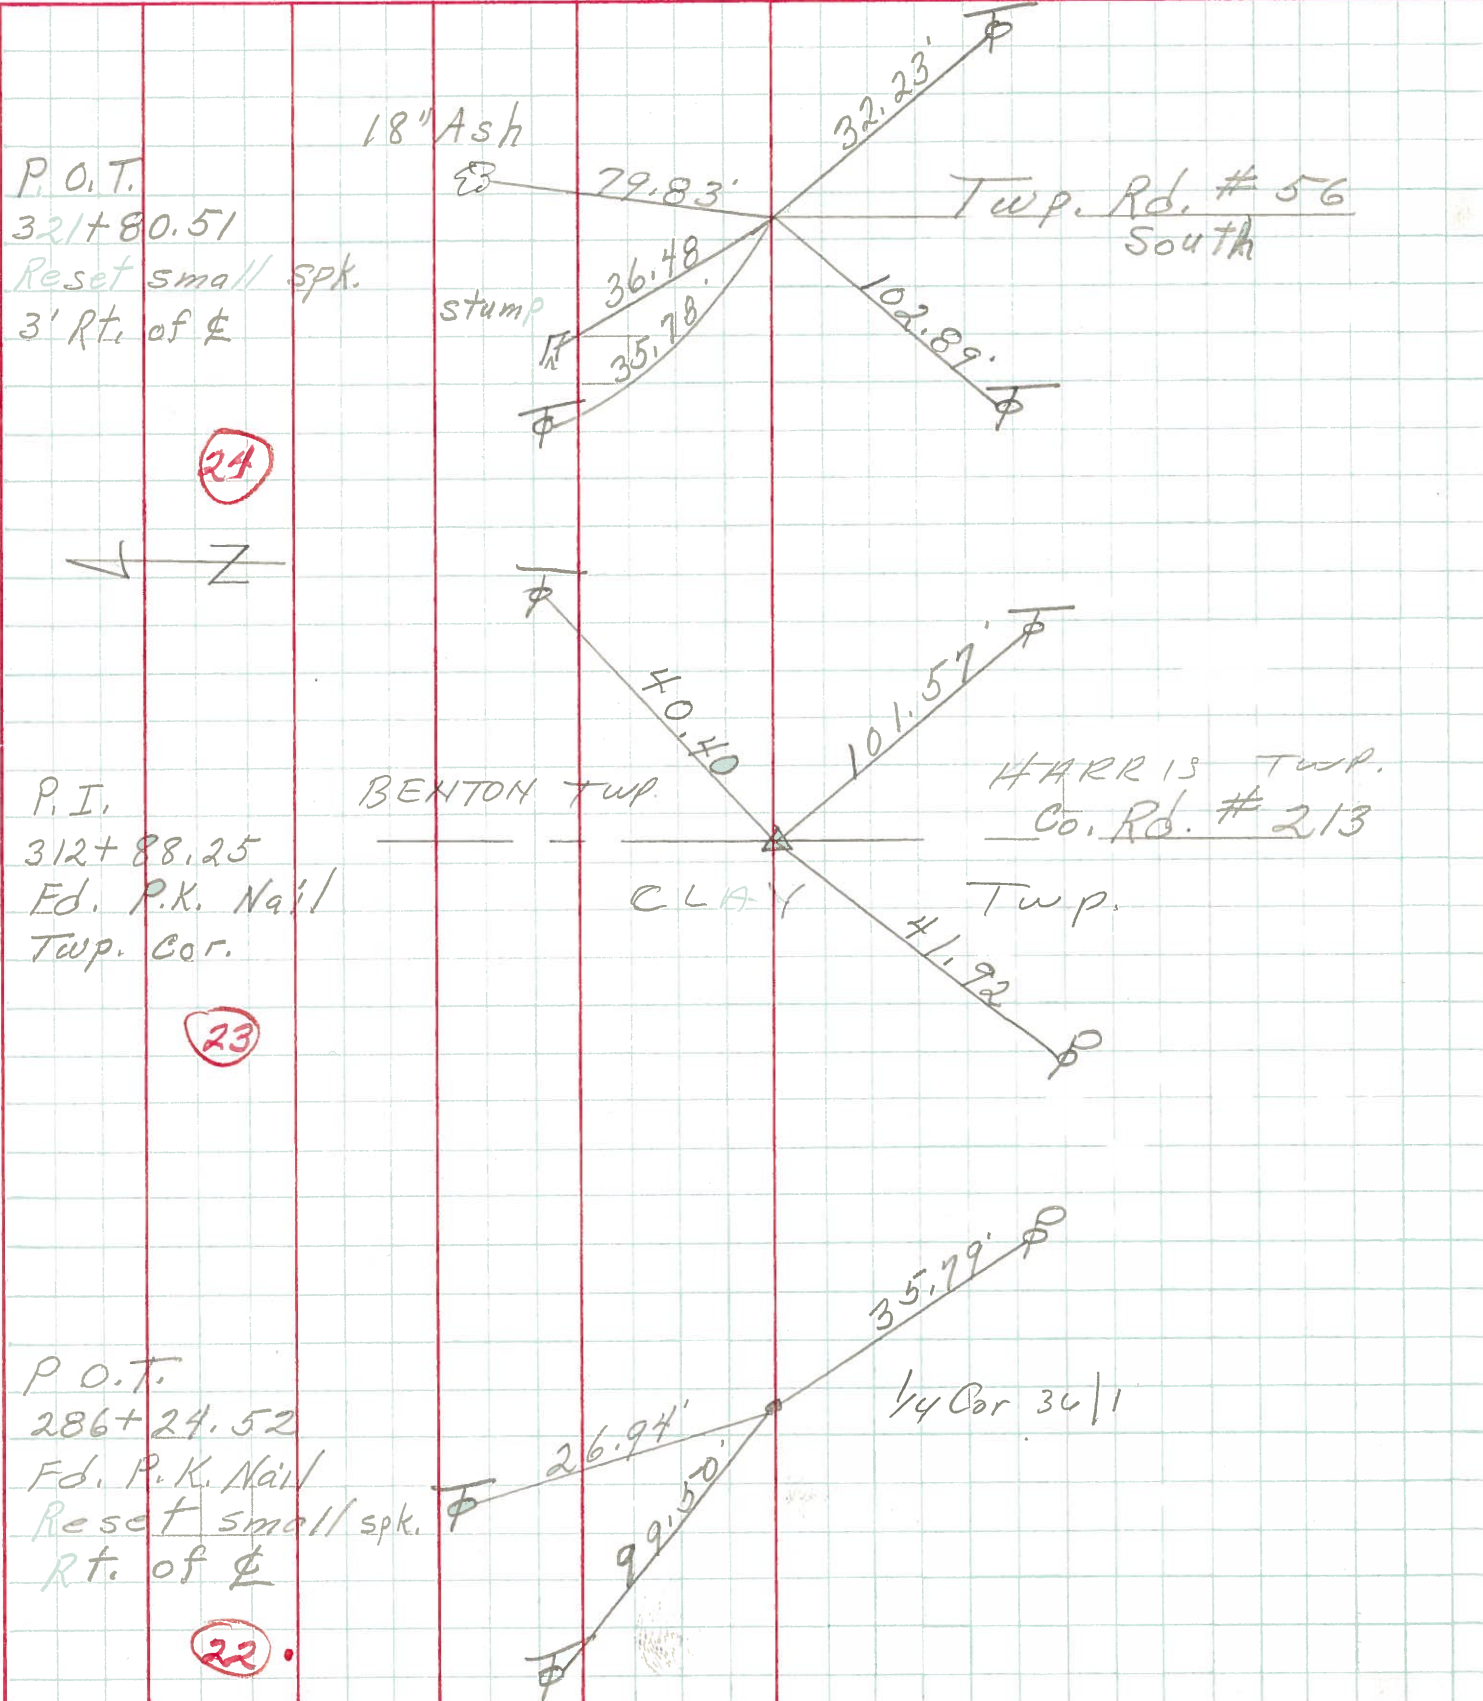 32.23'
18" Ash
P.O.T.
79.83'
Twp. Rd. # 56
321+80.51
South
Reset small spk.
36.48
stump
102.89'
3' Rt. of ℄
35.78'
24
N
40.40
101.57'
HARRIS TWP.
P.I.
BENTON TWP.
Co. Rd. # 213
312+88.25
Fd. P.K. Nail
CLAY Twp.
Twp. Cor.
41.92
23
35.79'
P.O.T.
1/4 Cor 36|1
286+24.52
26.94'
Fd. P.K. Nail
99.50'
Reset small spk.
Rt. of ℄
22.